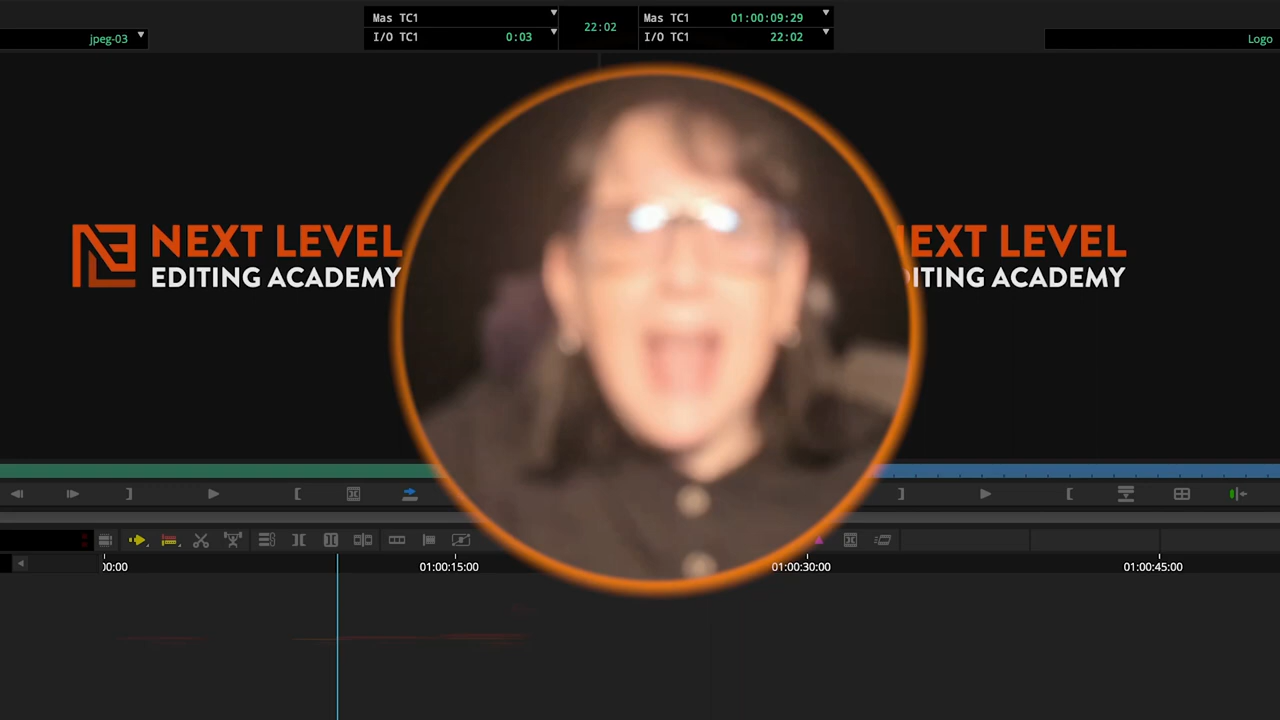 Mas TC1
I/O TC1 0:03
22:02
Mas TC1 01:00:09:29
I/O TC1 22:02
jpeg-03
Logo
NEXT LEVEL
EDITING ACADEMY
EXT LEVEL
DITING ACADEMY
00:00
01:00:15:00
01:00:30:00
01:00:45:00